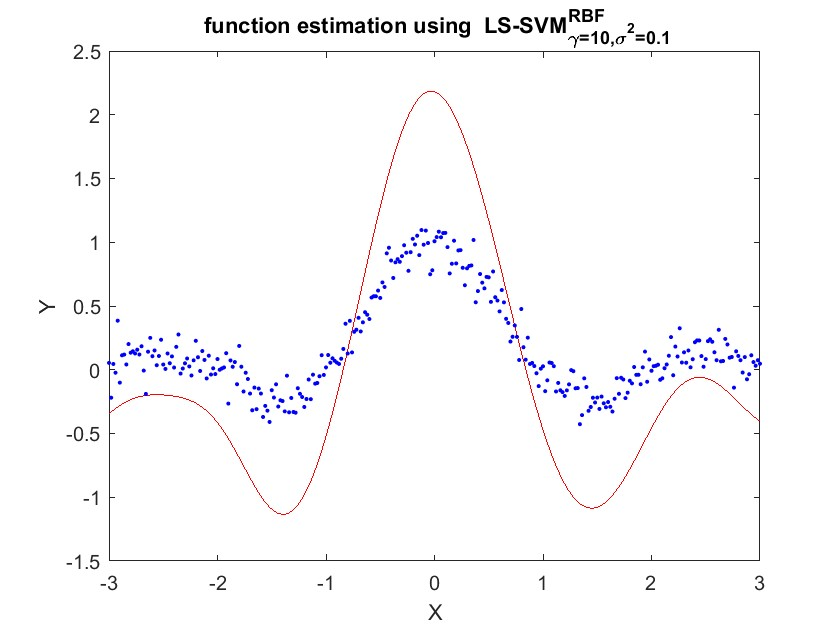 function estimation using LS-SVM^{RBF}_{γ=10,σ^2=0.1}
2.5
2
1.5
1
0.5
0
-0.5
-1
-1.5
Y
-3 -2 -1 0 1 2 3
X